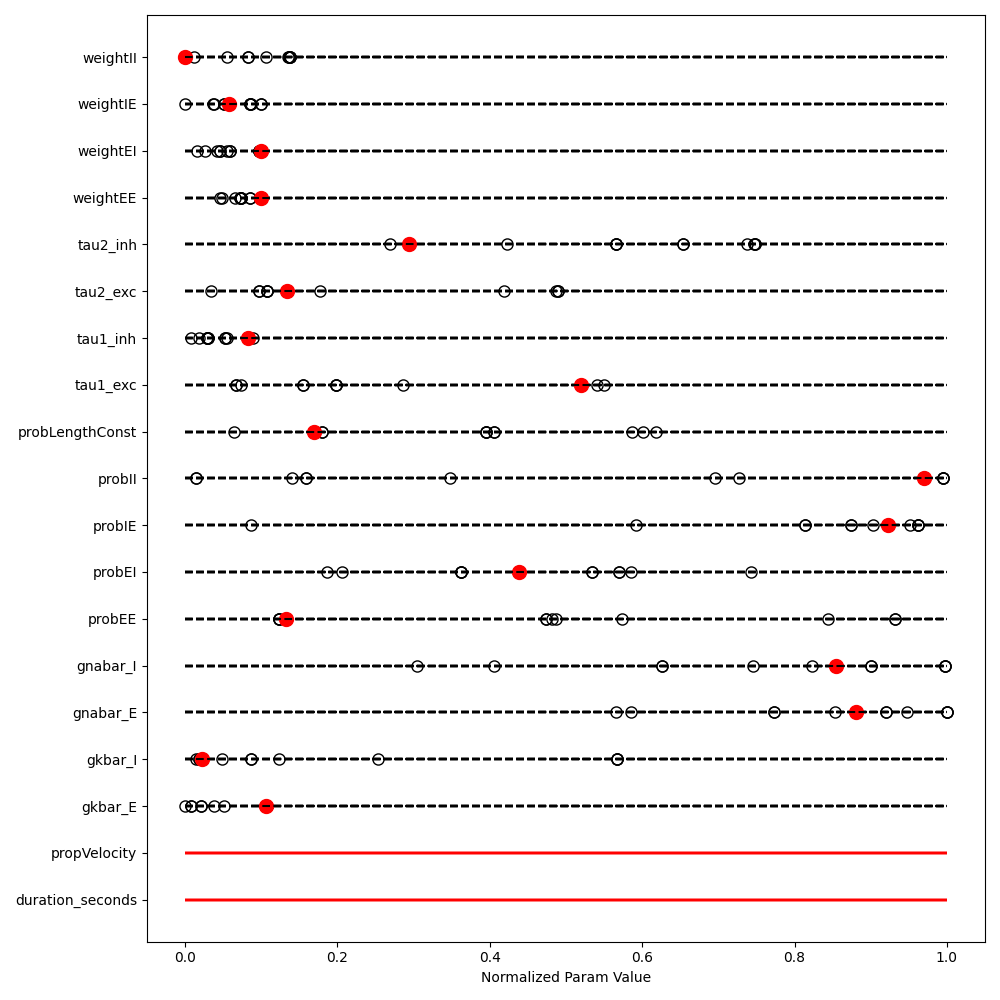 weightII
weightIE
weightEI
weightEE
tau2_inh
tau2_exc
tau1_inh
tau1_exc
probLengthConst
probII
probIE
probEI
probEE
gnabar_I
gnabar_E
gkbar_I
gkbar_E
propVelocity
duration_seconds
0.0 0.2 0.4 0.6 0.8 1.0
Normalized Param Value